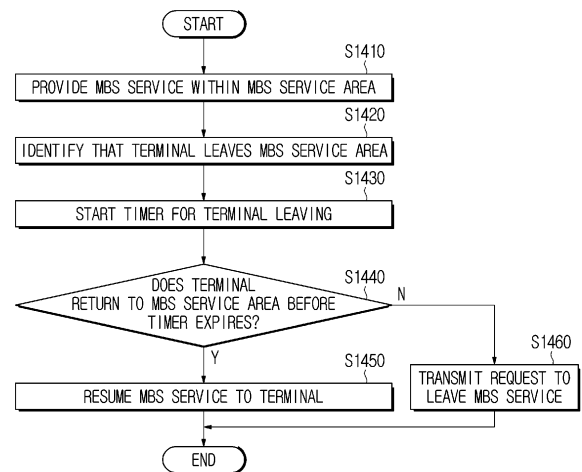 START
S1410
PROVIDE MBS SERVICE WITHIN MBS SERVICE AREA
S1420
IDENTIFY THAT TERMINAL LEAVES MBS SERVICE AREA
S1430
START TIMER FOR TERMINAL LEAVING
S1440
DOES TERMINAL
RETURN TO MBS SERVICE AREA BEFORE
TIMER EXPIRES?
N
Y
S1450
RESUME MBS SERVICE TO TERMINAL
S1460
TRANSMIT REQUEST TO
LEAVE MBS SERVICE
END